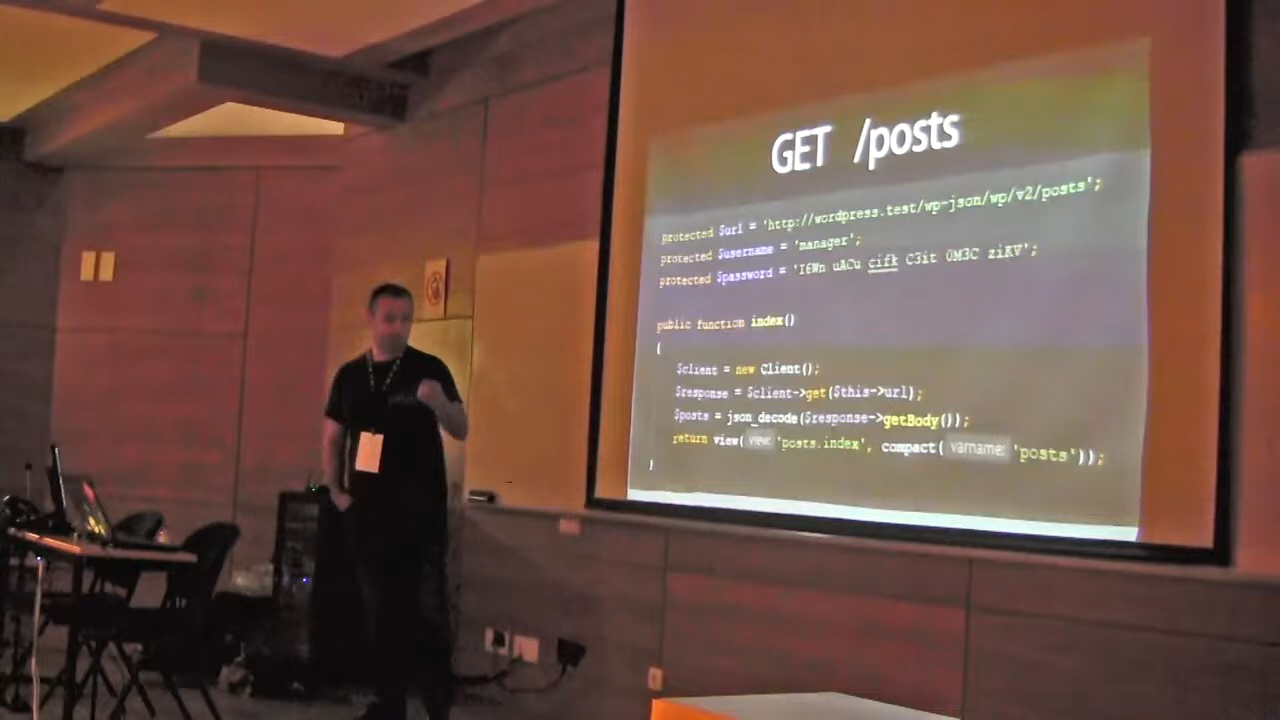 GET /posts
protected $url = 'http://wordpress.test/wp-json/wp/v2/posts';
protected $username = 'manager';
protected $password = 'I6Wn uACu cifk C3it 0M3C ziKV';
public function index()
{
$client = new Client();
$response = $client->get($this->url);
$posts = json_decode($response->getBody());
return view( view: 'posts.index', compact( varname: 'posts'));
}